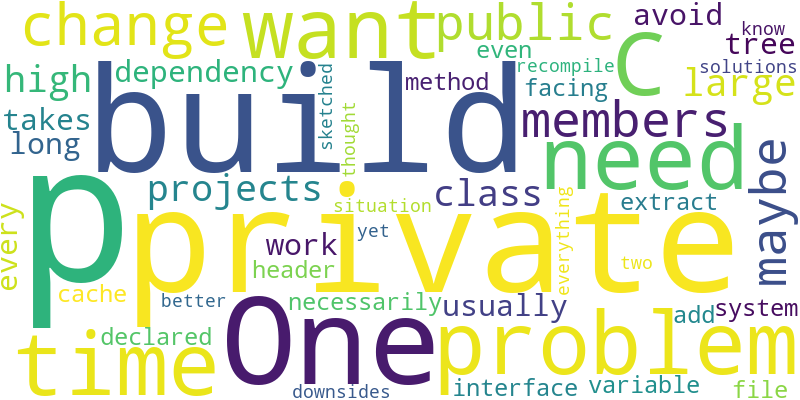 change want public avoid know
tree
even
recompile solutions
C
high dependency method facing large
build
takes
long
sketched
thought
members
need
maybe
p private
projects class extract
every
situation
everything
work yet
header two
cache better necessarily usually add system
One problem
time declared
downsides interface variable file